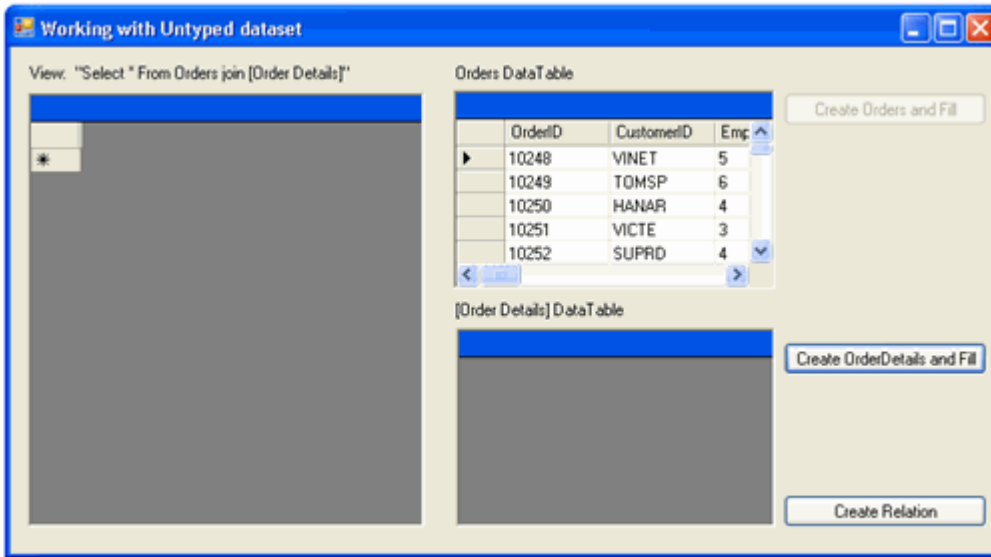 Working with Untyped dataset
View: "Select * From Orders join [Order Details]"
Orders DataTable
Create Orders and Fill
OrderID CustomerID Emp
10248 VINET 5
10249 TOMSP 6
10250 HANAR 4
10251 VICTE 3
10252 SUPRD 4
[Order Details] DataTable
Create OrderDetails and Fill
Create Relation